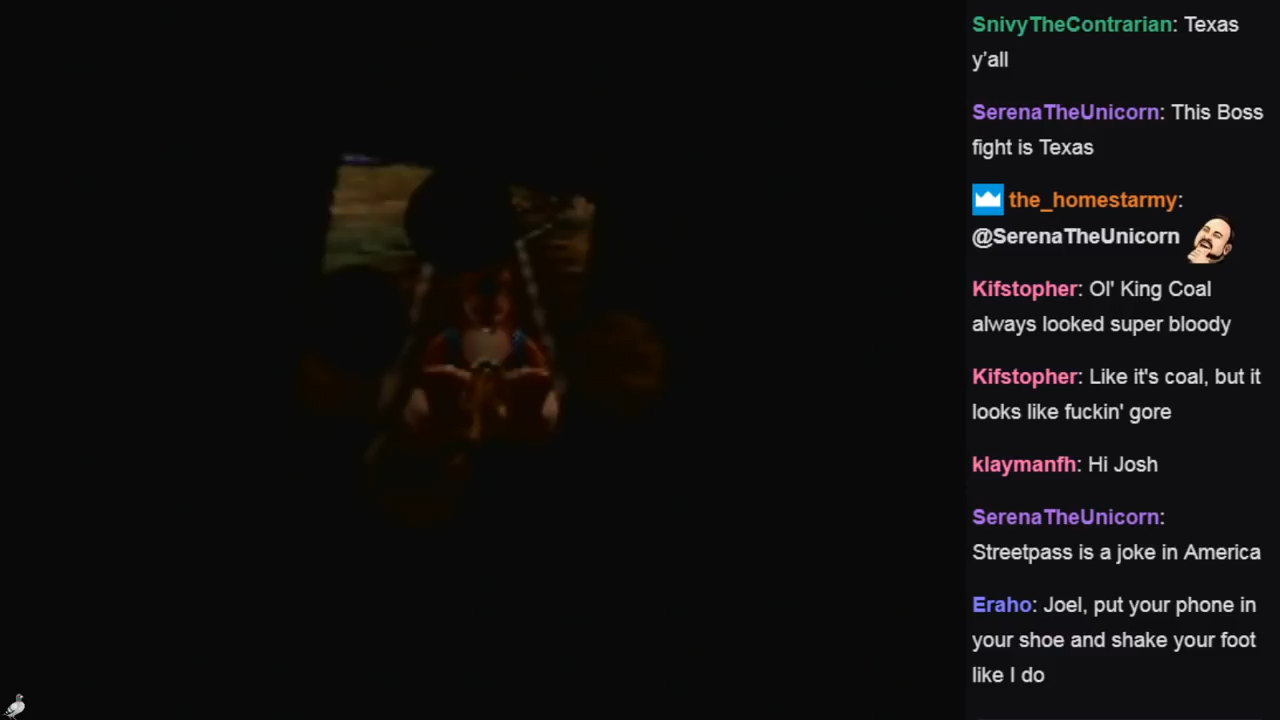 SnivyTheContrarian: Texas
y’all
SerenaTheUnicorn: This Boss
fight is Texas
the_homestarmy:
@SerenaTheUnicorn
Kifstopher: Ol' King Coal
always looked super bloody
Kifstopher: Like it's coal, but it
looks like fuckin' gore
klaymanfh: Hi Josh
SerenaTheUnicorn:
Streetpass is a joke in America
Eraho: Joel, put your phone in
your shoe and shake your foot
like I do